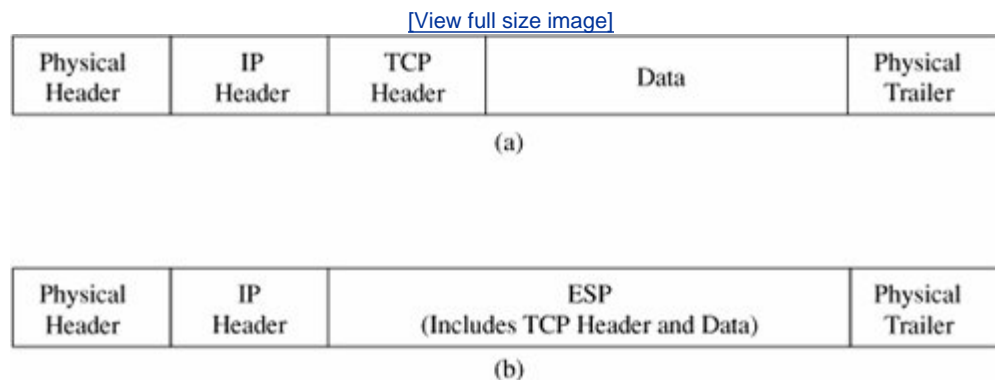 [View full size image]
Physical Header
IP Header
TCP Header
Data
Physical Trailer
(a)
Physical Header
IP Header
ESP
(Includes TCP Header and Data)
Physical Trailer
(b)